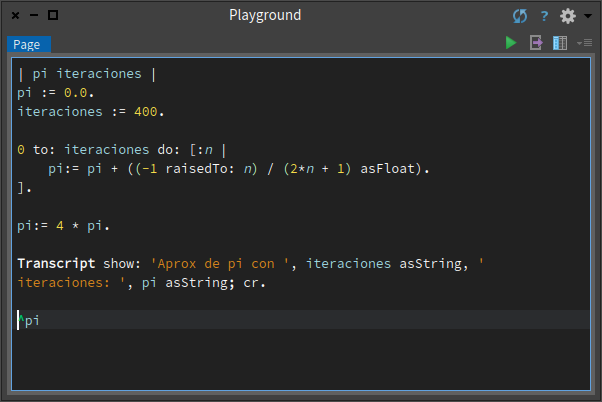 Playground
?
Page
| pi iteraciones |
pi := 0.0.
iteraciones := 400.
0 to: iteraciones do: [:n |
pi:= pi + ((-1 raisedTo: n) / (2*n + 1) asFloat).
].
pi:= 4 * pi.
Transcript show: 'Aprox de pi con ', iteraciones asString, '
iteraciones: ', pi asString; cr.
^pi